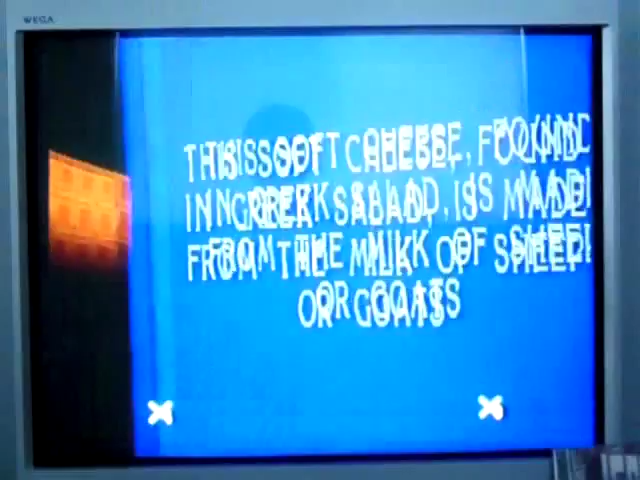 WEGA
THIS SOFT CHEESE, FOUND
IN GREEK SALAD, IS MADE
FROM THE MILK OF SHEEP
OR GOATS